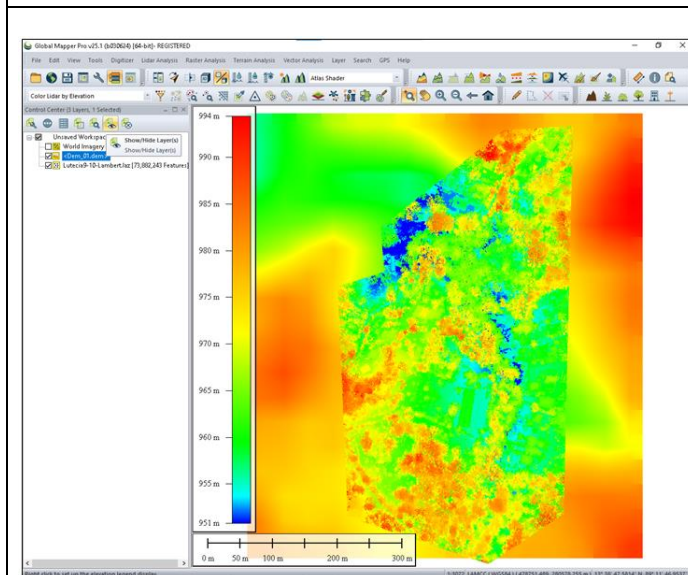 Global Mapper Pro v25.1 (b030624) [64-bit]- REGISTERED
File Edit View Tools Digitizer Lidar Analysis Raster Analysis Terrain Analysis Vector Analysis Layer Search GPS Help
Atlas Shader
Color Lidar by Elevation
Control Center (3 Layers, 1 Selected)
Unsaved Workspac
Show/Hide Layer(s)
World Imagery
Show/Hide Layer(s)
<Dem_01.dem>
Lutecia9-10-Lambert.laz [73,882,243 Features]
994 m
990 m
985 m
980 m
975 m
970 m
965 m
960 m
955 m
951 m
0 m 50 m 100 m 200 m 300 m
Right click to set up the elevation legend display